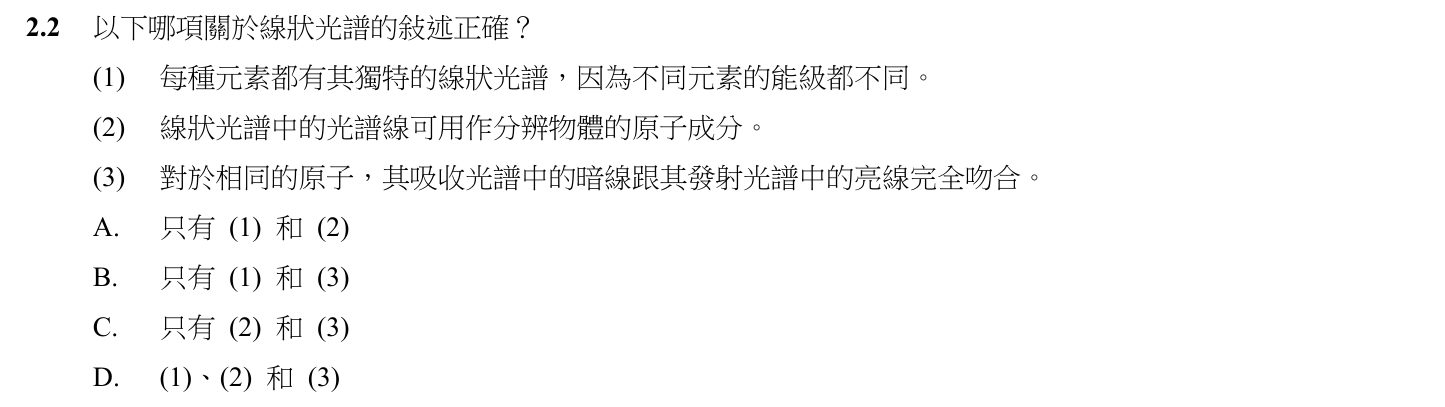 2.2 以下哪項關於線狀光譜的敍述正確？
(1) 每種元素都有其獨特的線狀光譜，因為不同元素的能級都不同。
(2) 線狀光譜中的光譜線可用作分辨物體的原子成分。
(3) 對於相同的原子，其吸收光譜中的暗線跟其發射光譜中的亮線完全吻合。
A. 只有 (1) 和 (2)
B. 只有 (1) 和 (3)
C. 只有 (2) 和 (3)
D. (1)、(2) 和 (3)